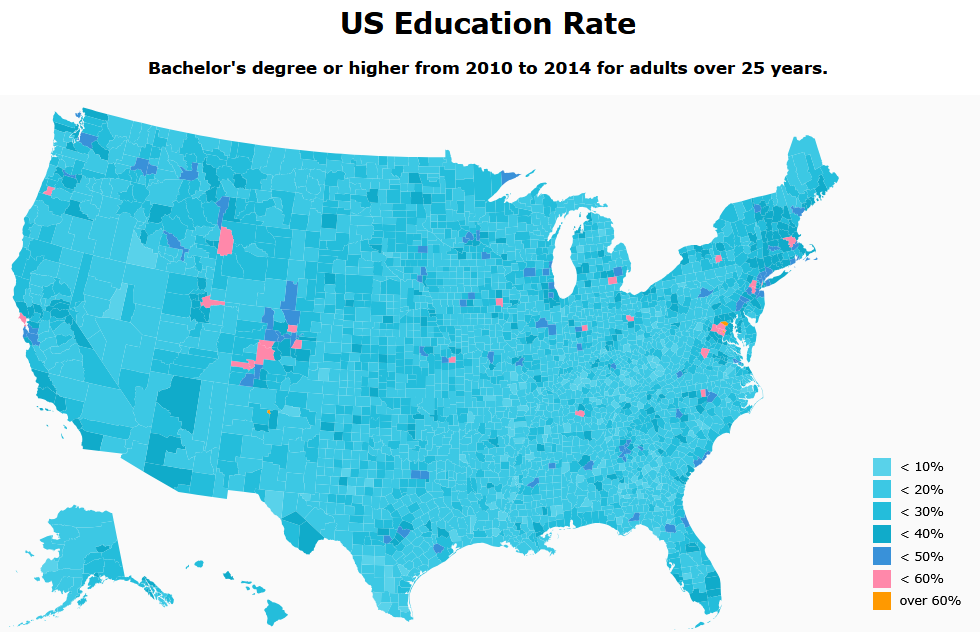 US Education Rate
Bachelor's degree or higher from 2010 to 2014 for adults over 25 years.
< 10%
< 20%
< 30%
< 40%
< 50%
< 60%
over 60%